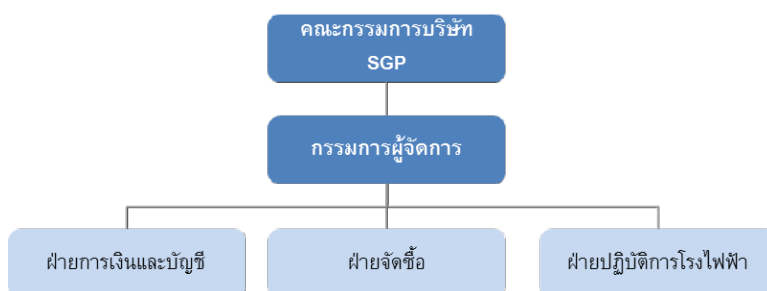 คณะกรรมการบริษัท
SGP
กรรมการผู้จัดการ
ฝ่ายการเงินและบัญชี
ฝ่ายจัดซื้อ
ฝ่ายปฏิบัติการโรงไฟฟ้า